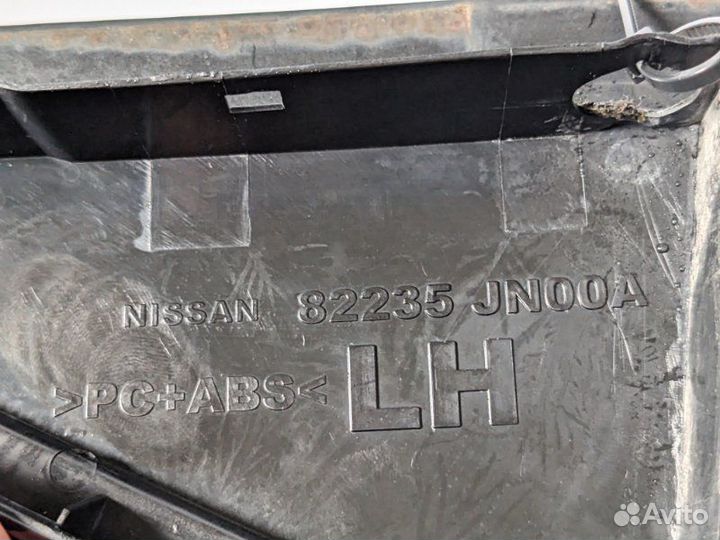 NISSAN 82235 JN00A
>PC+ABS< LH
Avito